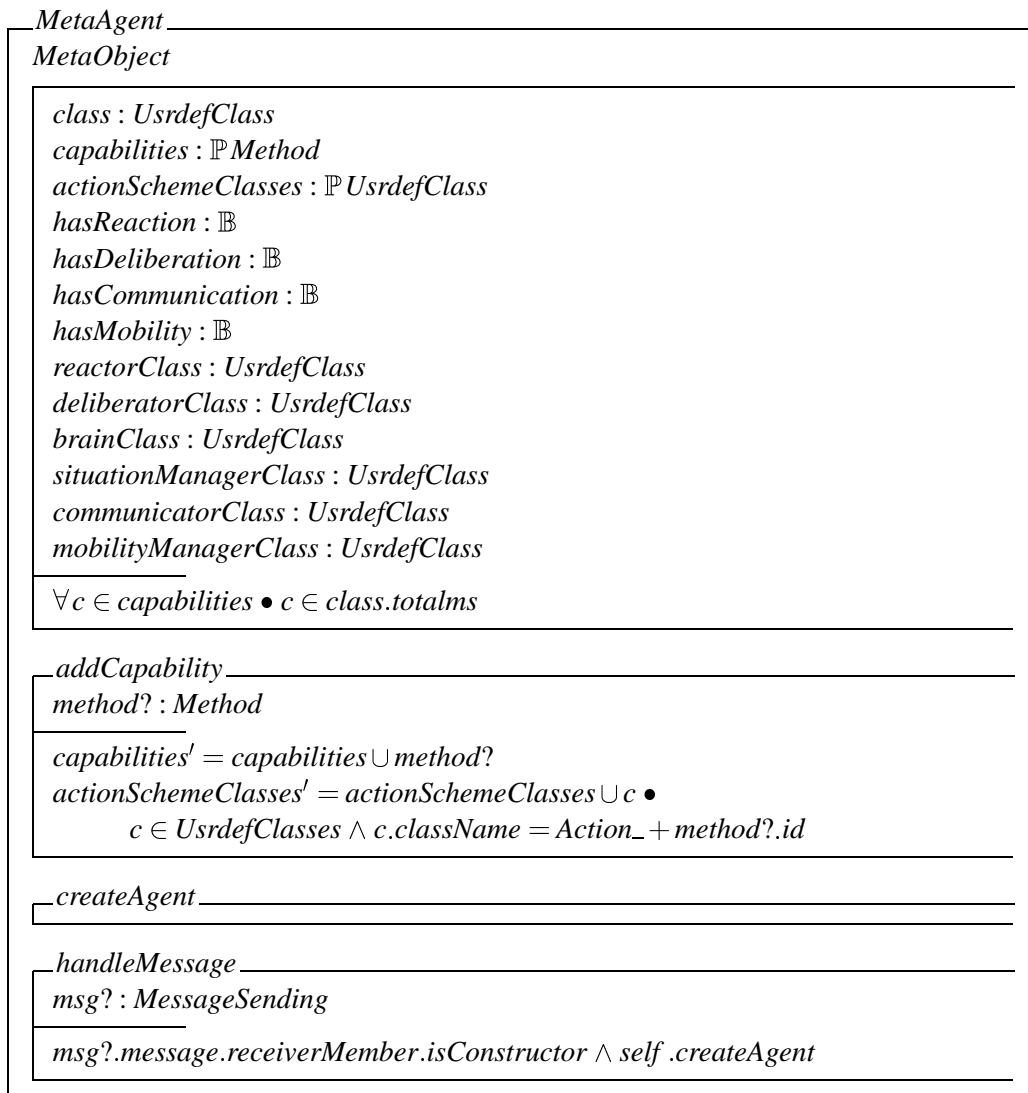 MetaAgent
MetaObject
class : UsrdefClass
capabilities : ℙ Method
actionSchemeClasses : ℙ UsrdefClass
hasReaction : 𝔹
hasDeliberation : 𝔹
hasCommunication : 𝔹
hasMobility : 𝔹
reactorClass : UsrdefClass
deliberatorClass : UsrdefClass
brainClass : UsrdefClass
situationManagerClass : UsrdefClass
communicatorClass : UsrdefClass
mobilityManagerClass : UsrdefClass
∀ c ∈ capabilities • c ∈ class.totalms
addCapability
method? : Method
capabilities′ = capabilities ∪ method?
actionSchemeClasses′ = actionSchemeClasses ∪ c •
c ∈ UsrdefClasses ∧ c.className = Action_ + method?.id
createAgent
handleMessage
msg? : MessageSending
msg?.message.receiverMember.isConstructor ∧ self .createAgent